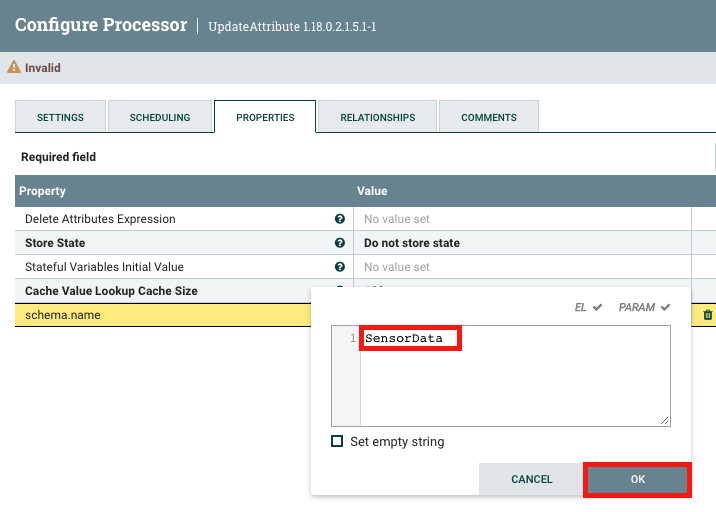 Configure Processor | UpdateAttribute 1.18.0.2.1.5.1-1
Invalid
SETTINGS SCHEDULING PROPERTIES RELATIONSHIPS COMMENTS
Required field
Property Value
Delete Attributes Expression ? No value set
Store State ? Do not store state
Stateful Variables Initial Value ? No value set
Cache Value Lookup Cache Size
schema.name
EL PARAM
1 SensorData
Set empty string
CANCEL OK